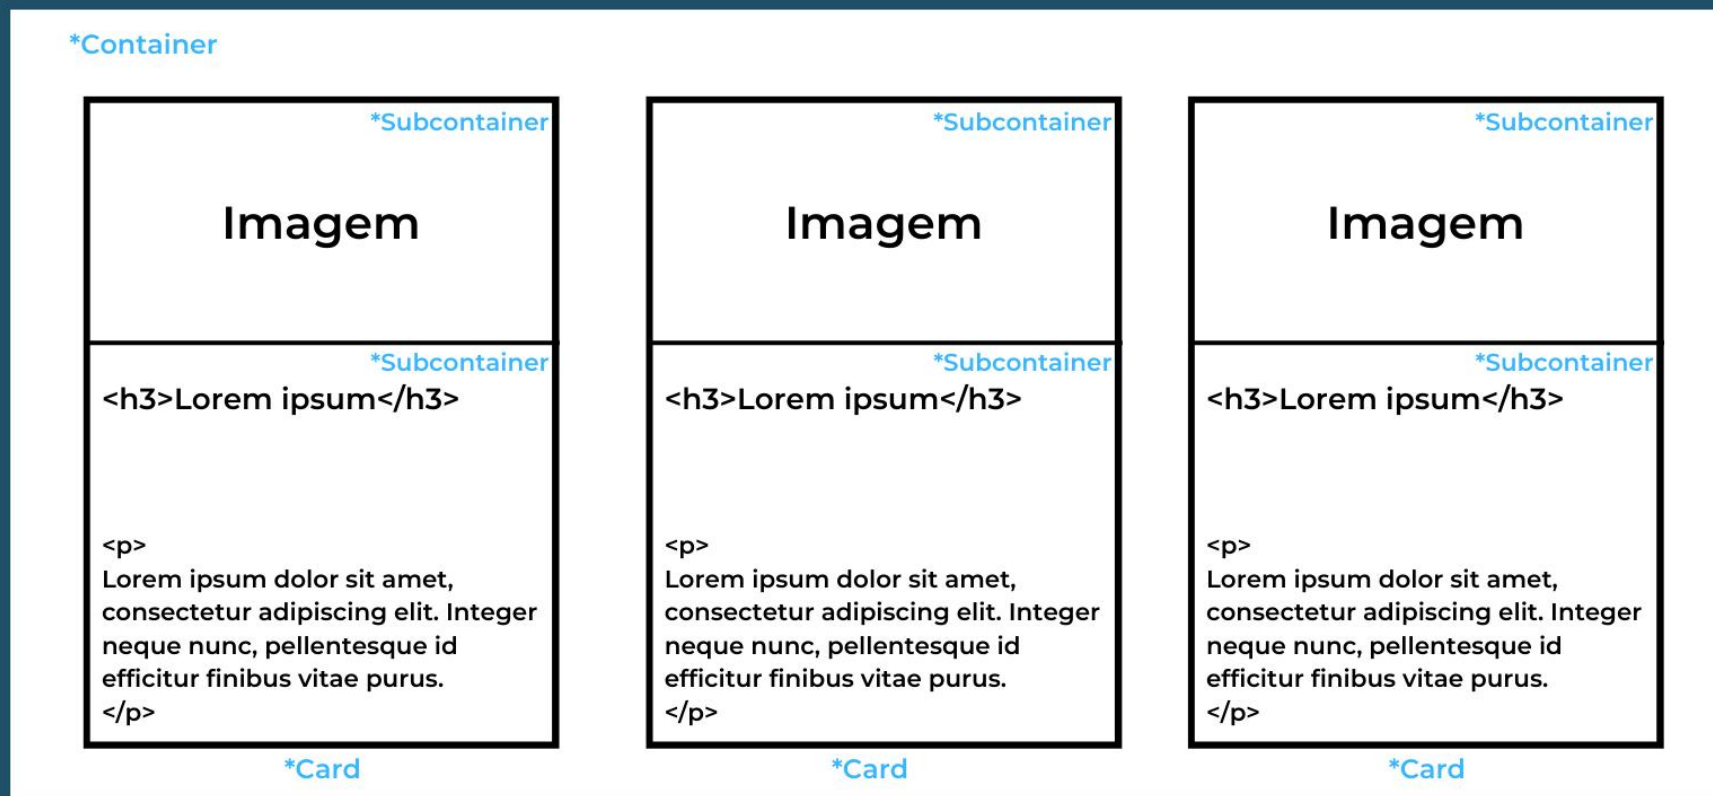 *Container
*Subcontainer
Imagem
*Subcontainer
<h3>Lorem ipsum</h3>
<p>
Lorem ipsum dolor sit amet,
consectetur adipiscing elit. Integer
neque nunc, pellentesque id
efficitur finibus vitae purus.
</p>
*Card
*Subcontainer
Imagem
*Subcontainer
<h3>Lorem ipsum</h3>
<p>
Lorem ipsum dolor sit amet,
consectetur adipiscing elit. Integer
neque nunc, pellentesque id
efficitur finibus vitae purus.
</p>
*Card
*Subcontainer
Imagem
*Subcontainer
<h3>Lorem ipsum</h3>
<p>
Lorem ipsum dolor sit amet,
consectetur adipiscing elit. Integer
neque nunc, pellentesque id
efficitur finibus vitae purus.
</p>
*Card